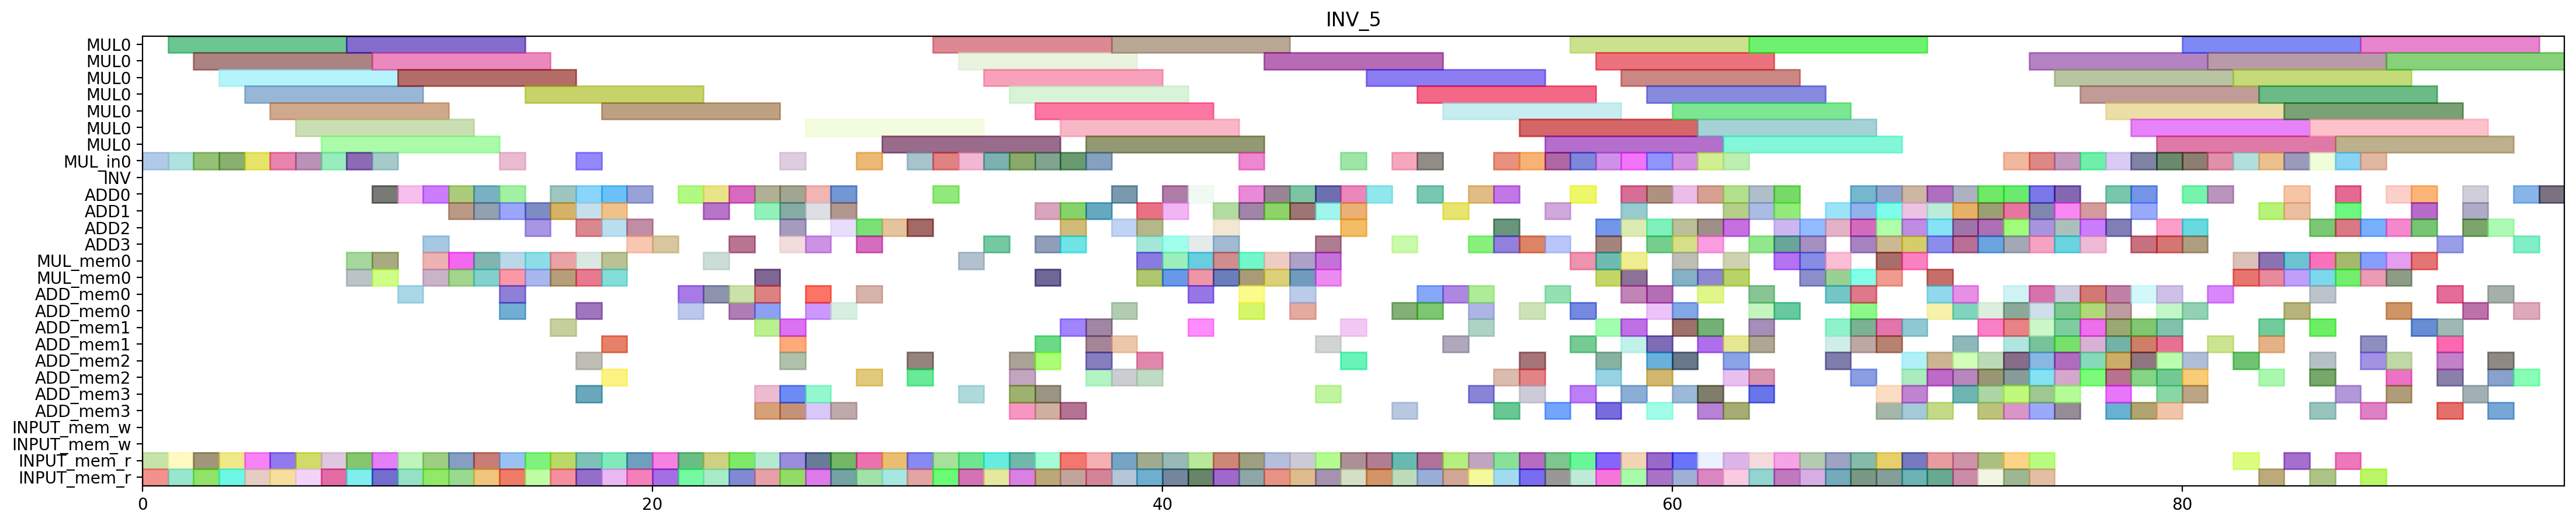 INV_5
MUL0
MUL0
MUL0
MUL0
MUL0
MUL0
MUL0
MUL_in0
INV
ADD0
ADD1
ADD2
ADD3
MUL_mem0
MUL_mem0
ADD_mem0
ADD_mem0
ADD_mem1
ADD_mem1
ADD_mem2
ADD_mem2
ADD_mem3
ADD_mem3
INPUT_mem_w
INPUT_mem_w
INPUT_mem_r
INPUT_mem_r
0 20 40 60 80